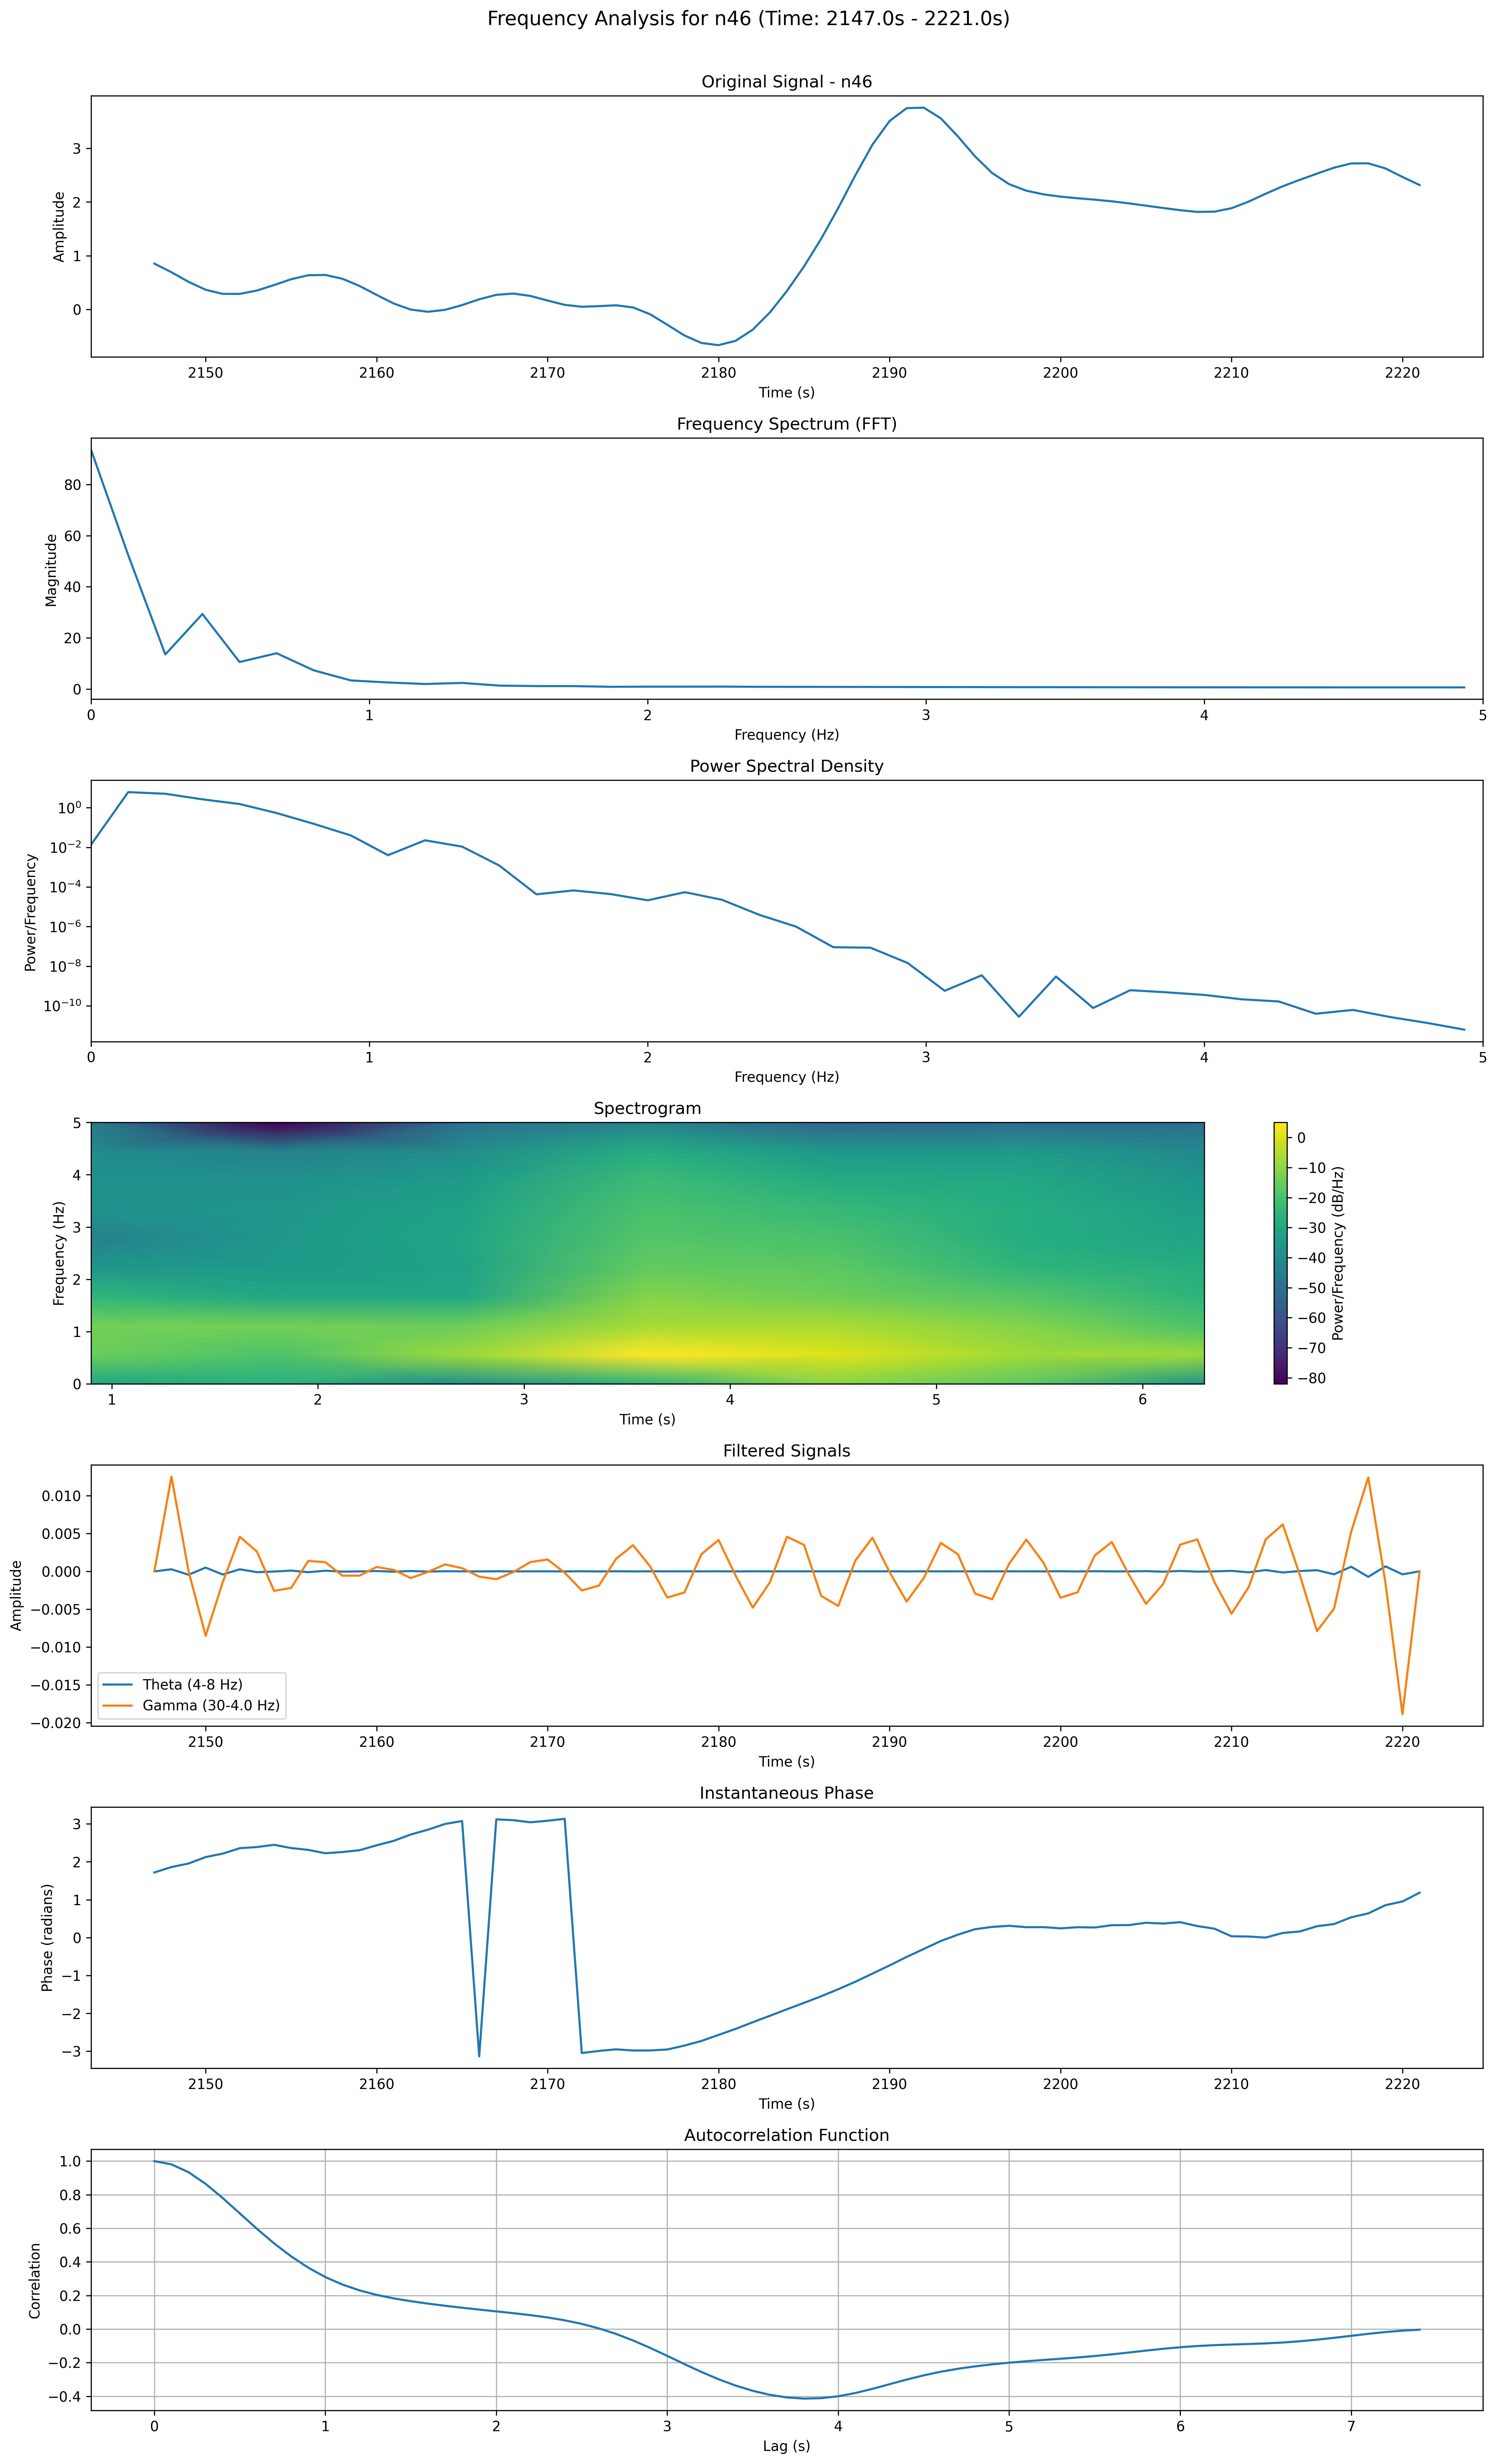 Frequency Analysis for n46 (Time: 2147.0s - 2221.0s)
Original Signal - n46
Amplitude
3
2
1
0
2150 2160 2170 2180 2190 2200 2210 2220
Time (s)
Frequency Spectrum (FFT)
Magnitude
80
60
40
20
0
0 1 2 3 4 5
Frequency (Hz)
Power Spectral Density
Power/Frequency
10⁰
10⁻²
10⁻⁴
10⁻⁶
10⁻⁸
10⁻¹⁰
0 1 2 3 4 5
Frequency (Hz)
Spectrogram
Frequency (Hz)
5
4
3
2
1
0
1 2 3 4 5 6
Time (s)
0
−10
−20
−30
−40
−50
−60
−70
−80
Power/Frequency (dB/Hz)
Filtered Signals
Amplitude
0.010
0.005
0.000
−0.005
−0.010
−0.015
−0.020
Theta (4-8 Hz)
Gamma (30-4.0 Hz)
2150 2160 2170 2180 2190 2200 2210 2220
Time (s)
Instantaneous Phase
Phase (radians)
3
2
1
0
−1
−2
−3
2150 2160 2170 2180 2190 2200 2210 2220
Time (s)
Autocorrelation Function
Correlation
1.0
0.8
0.6
0.4
0.2
0.0
−0.2
−0.4
0 1 2 3 4 5 6 7
Lag (s)